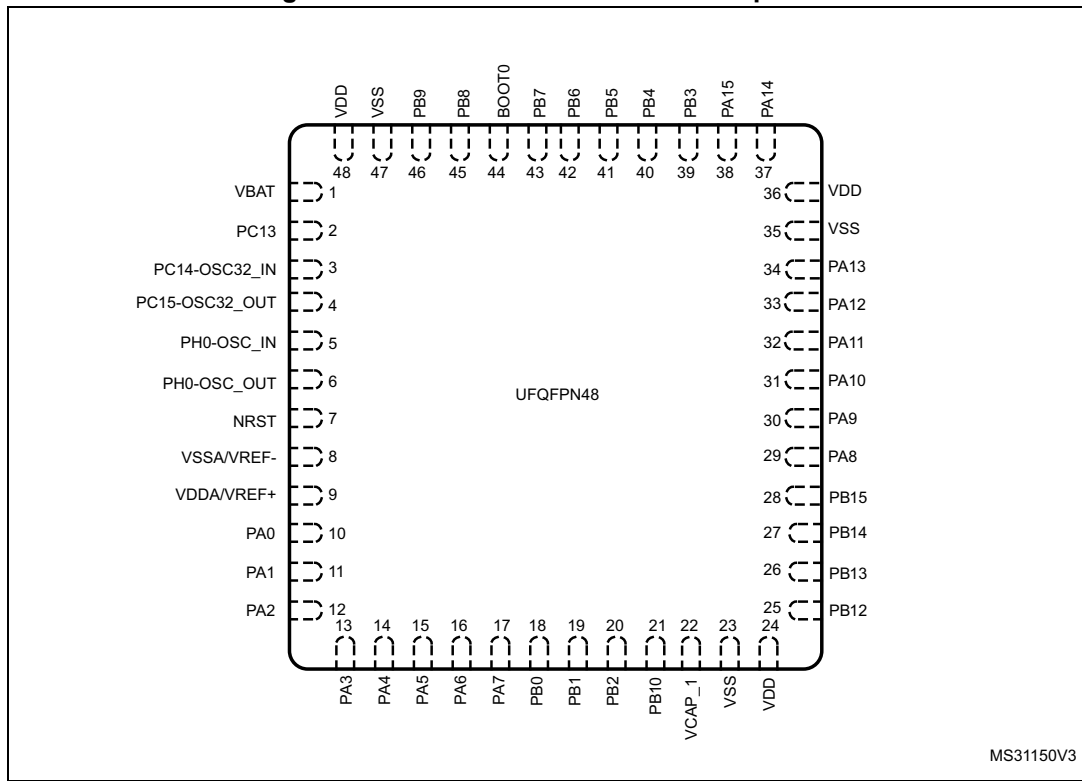 VDD VSS PB9 PB8 BOOT0 PB7 PB6 PB5 PB4 PB3 PA15 PA14
48 47 46 45 44 43 42 41 40 39 38 37
VBAT 1 36 VDD
PC13 2 35 VSS
PC14-OSC32_IN 3 34 PA13
PC15-OSC32_OUT 4 33 PA12
PH0-OSC_IN 5 32 PA11
PH0-OSC_OUT 6 31 PA10
UFQFPN48
NRST 7 30 PA9
VSSA/VREF- 8 29 PA8
VDDA/VREF+ 9 28 PB15
PA0 10 27 PB14
PA1 11 26 PB13
PA2 12 25 PB12
13 14 15 16 17 18 19 20 21 22 23 24
PA3 PA4 PA5 PA6 PA7 PB0 PB1 PB2 PB10 VCAP_1 VSS VDD
MS31150V3